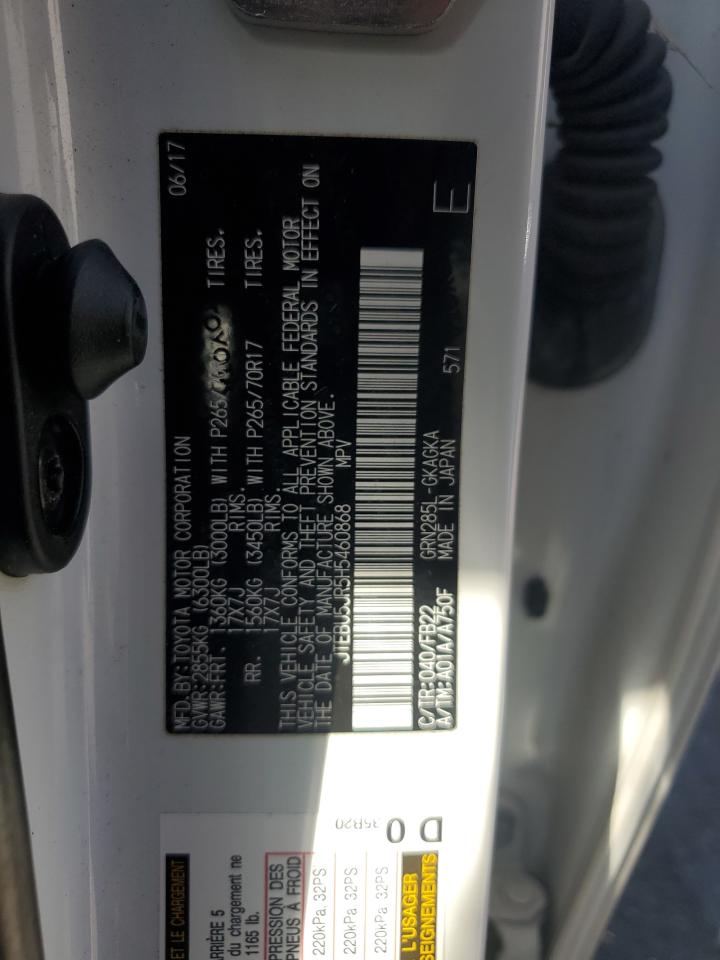 MFD.BY:TOYOTA MOTOR CORPORATION 06/17
GVWR:2855KG (6300LB)
GAWR:FRT. 1360KG (3000LB) WITH TIRES.
17X7J RIMS.
RR. 1560KG (3450LB) WITH P265/70R17 TIRES.
17X7J RIMS.
THIS VEHICLE CONFORMS TO ALL APPLICABLE FEDERAL MOTOR
VEHICLE SAFETY AND THEFT PREVENTION STANDARDS IN EFFECT ON
THE DATE OF MANUFACTURE SHOWN ABOVE.
JTEBU5JR5H5460868 MPV
C/TR:040/FB22 GRN285L-GKAGKA 571
A/TM:A01A/A750F MADE IN JAPAN
E
ET LE CHARGEMENT
ARRIÈRE 5
du chargement ne
1165 lb.
PRESSION DES
PNEUS À FROID
220kPa, 32PS
220kPa, 32PS
220kPa, 32PS
L'USAGER
35B20
D0